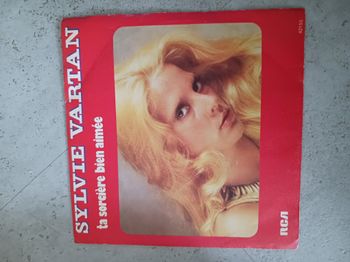 SYLVIE VARTAN
ta sorcière bien aimée
RCA